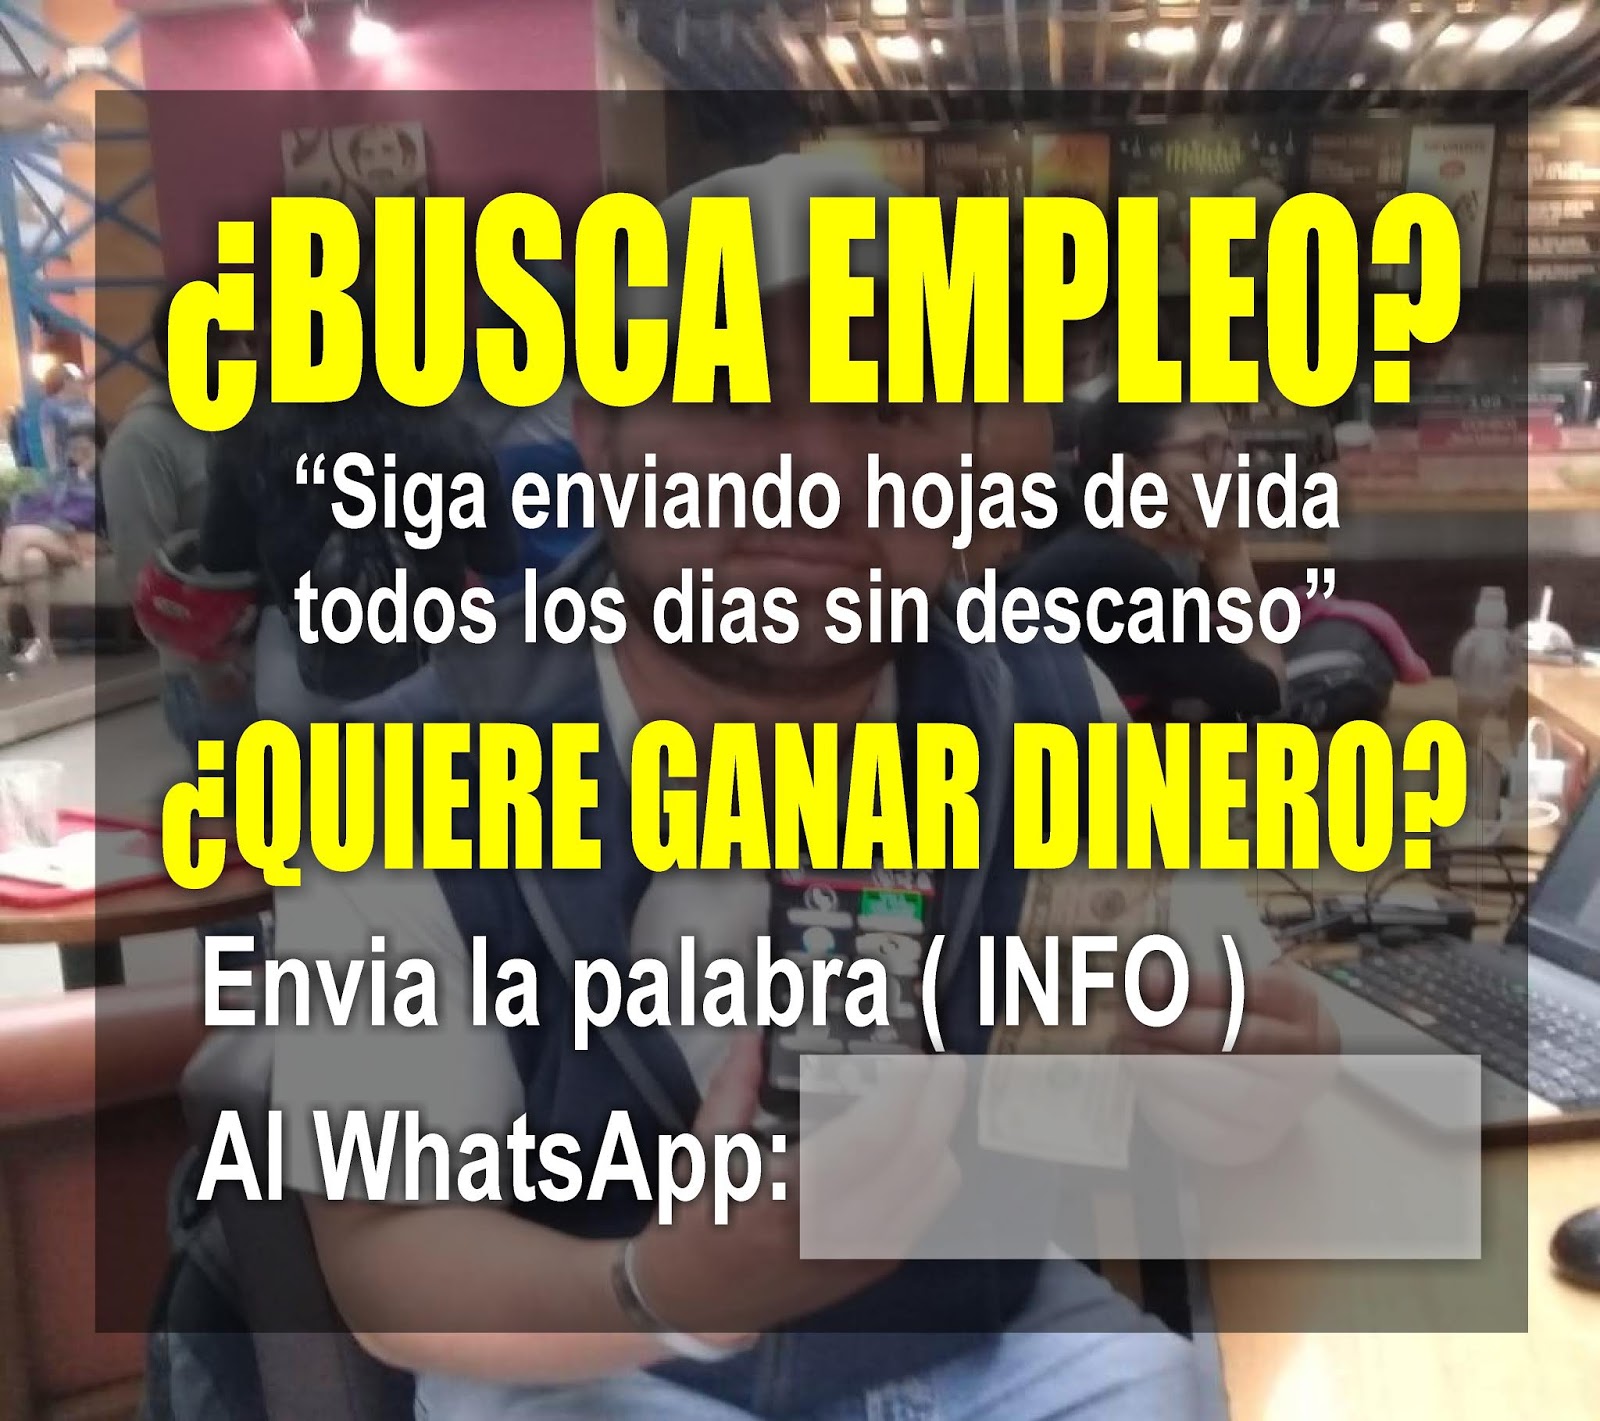 ¿BUSCA EMPLEO?
“Siga enviando hojas de vida
todos los dias sin descanso”
¿QUIERE GANAR DINERO?
Envia la palabra ( INFO )
Al WhatsApp: